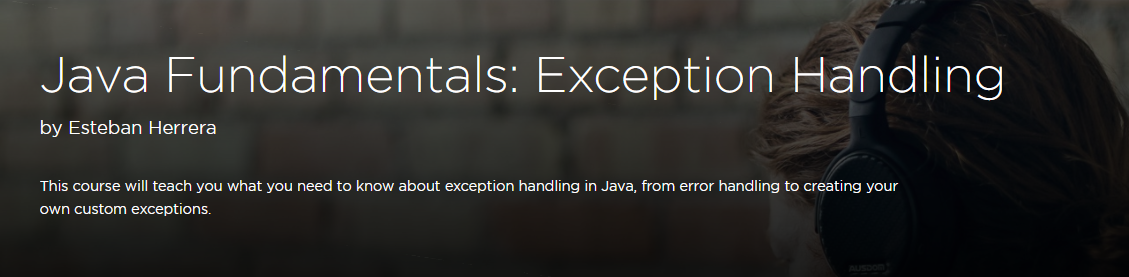 Java Fundamentals: Exception Handling
by Esteban Herrera
This course will teach you what you need to know about exception handling in Java, from error handling to creating your
own custom exceptions.